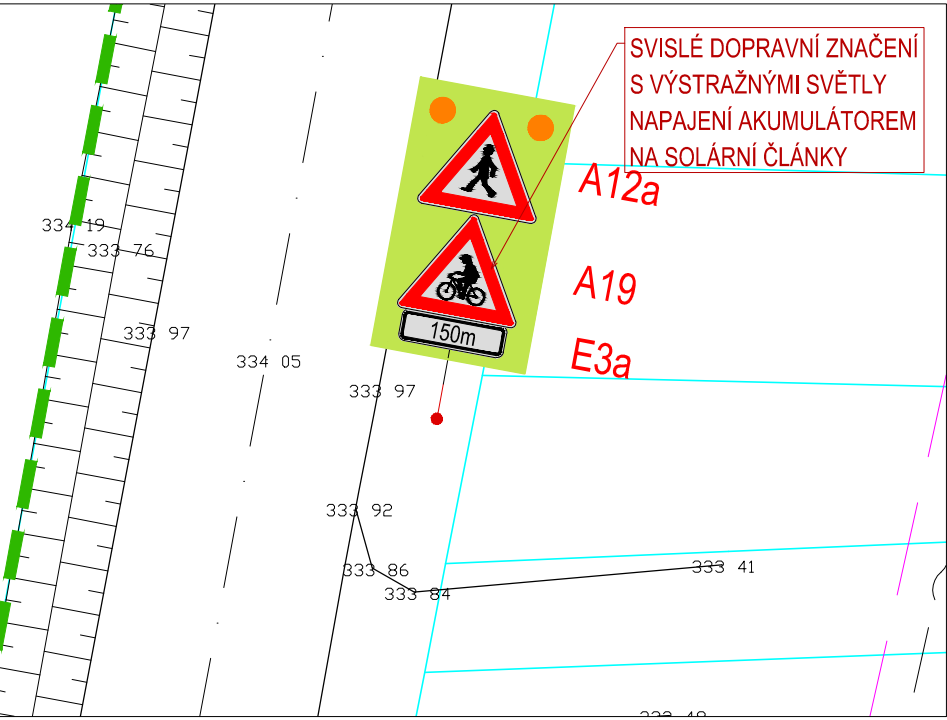 SVISLÉ DOPRAVNÍ ZNAČENÍ
S VÝSTRAŽNÝMI SVĚTLY
NAPAJENÍ AKUMULÁTOREM
NA SOLÁRNÍ ČLÁNKY
A12a
A19
150m
E3a
334 19
333 76
333 97
334 05
333 97
333 92
333 86
333 84
333 41